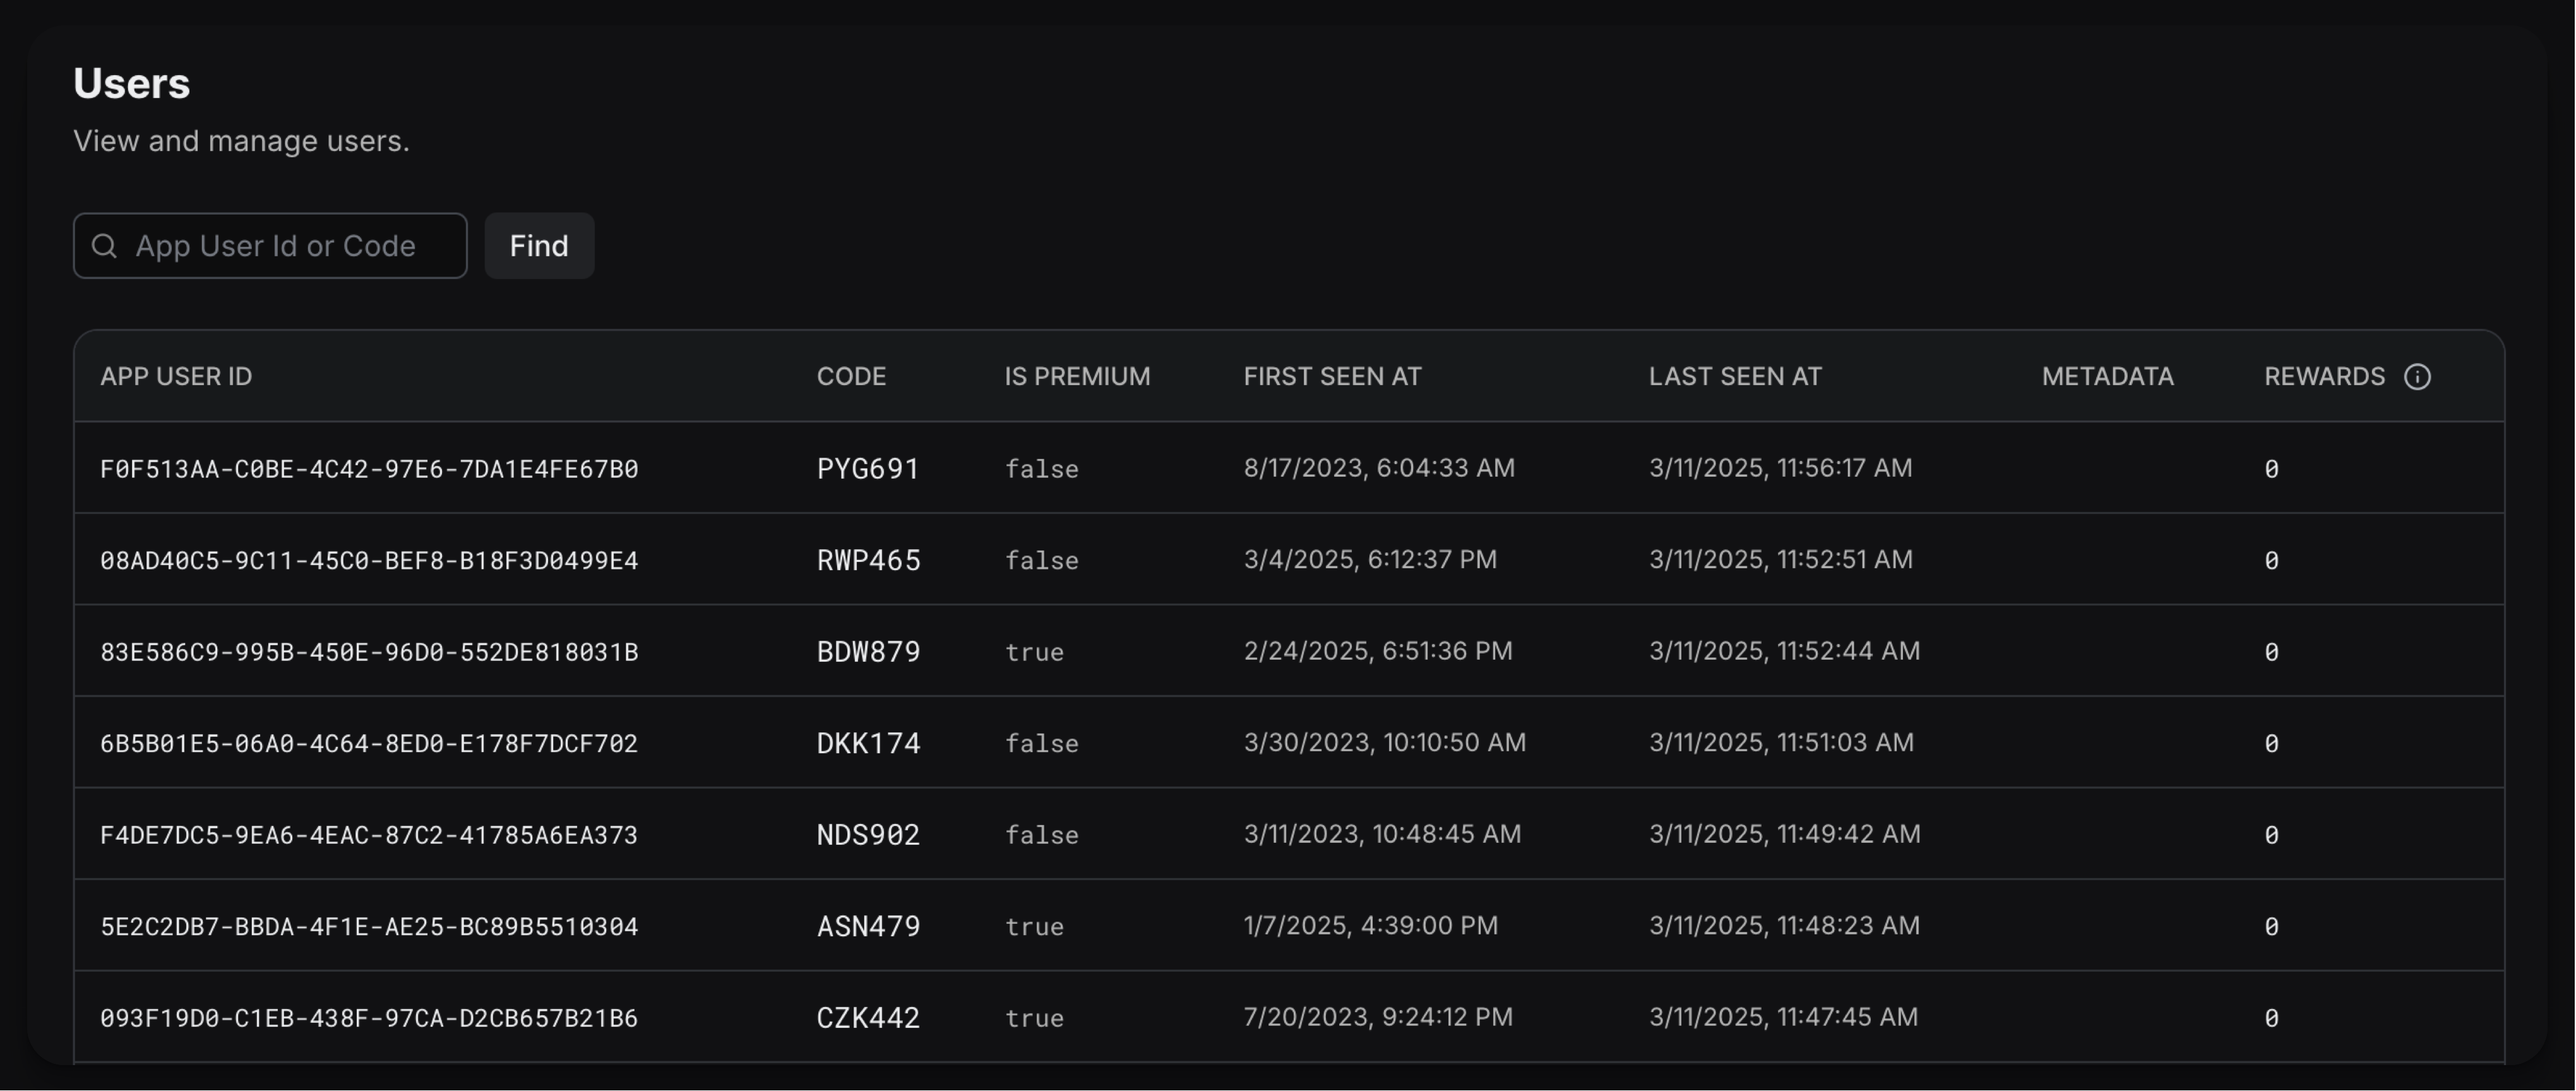 Users
View and manage users.
App User Id or Code Find
APP USER ID CODE IS PREMIUM FIRST SEEN AT LAST SEEN AT METADATA REWARDS
F0F513AA-C0BE-4C42-97E6-7DA1E4FE67B0 PYG691 false 8/17/2023, 6:04:33 AM 3/11/2025, 11:56:17 AM 0
08AD40C5-9C11-45C0-BEF8-B18F3D0499E4 RWP465 false 3/4/2025, 6:12:37 PM 3/11/2025, 11:52:51 AM 0
83E586C9-995B-450E-96D0-552DE818031B BDW879 true 2/24/2025, 6:51:36 PM 3/11/2025, 11:52:44 AM 0
6B5B01E5-06A0-4C64-8ED0-E178F7DCF702 DKK174 false 3/30/2023, 10:10:50 AM 3/11/2025, 11:51:03 AM 0
F4DE7DC5-9EA6-4EAC-87C2-41785A6EA373 NDS902 false 3/11/2023, 10:48:45 AM 3/11/2025, 11:49:42 AM 0
5E2C2DB7-BBDA-4F1E-AE25-BC89B5510304 ASN479 true 1/7/2025, 4:39:00 PM 3/11/2025, 11:48:23 AM 0
093F19D0-C1EB-438F-97CA-D2CB657B21B6 CZK442 true 7/20/2023, 9:24:12 PM 3/11/2025, 11:47:45 AM 0